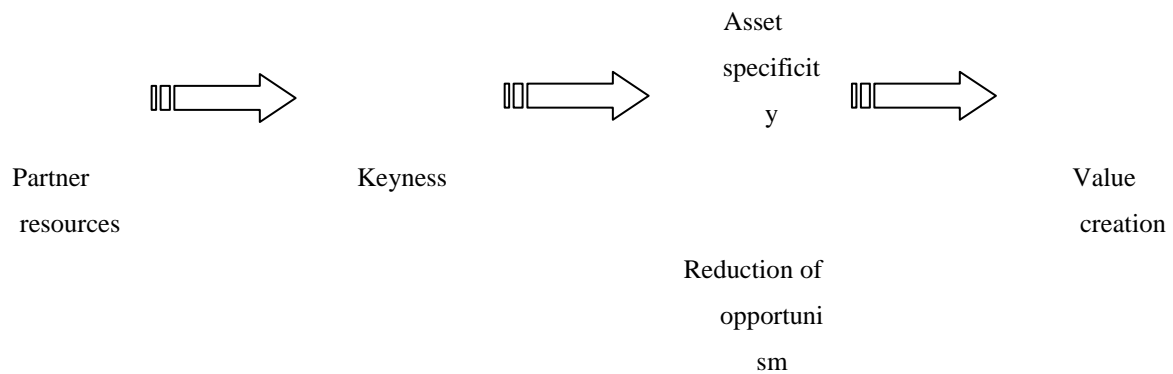 Partner
resources
Keyness
Asset
specificit
y
Reduction of
opportuni
sm
Value
creation